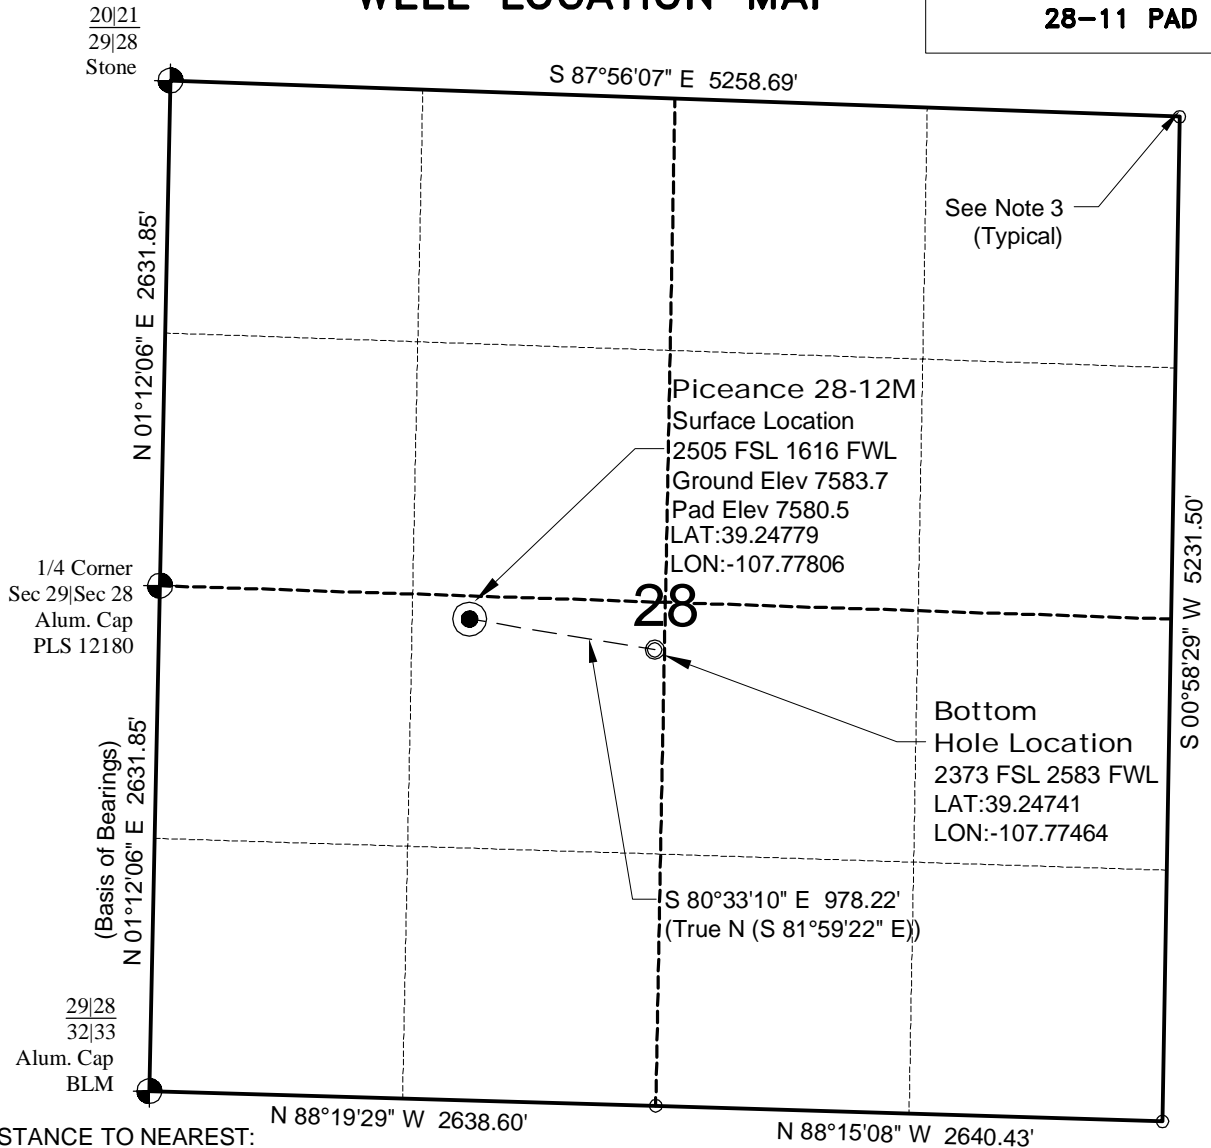 WELL LOCATION MAP
28-11 PAD
20|21
29|28
Stone
S 87°56'07" E 5258.69'
See Note 3
(Typical)
N 01°12'06" E 2631.85'
Piceance 28-12M
Surface Location
2505 FSL 1616 FWL
Ground Elev 7583.7
Pad Elev 7580.5
LAT:39.24779
LON:-107.77806
1/4 Corner
Sec 29|Sec 28
Alum. Cap
PLS 12180
28
S 00°58'29" W 5231.50'
Bottom
Hole Location
2373 FSL 2583 FWL
LAT:39.24741
LON:-107.77464
(Basis of Bearings)
N 01°12'06" E 2631.85'
S 80°33'10" E 978.22'
(True N (S 81°59'22" E))
29|28
32|33
Alum. Cap
BLM
N 88°19'29" W 2638.60'
N 88°15'08" W 2640.43'
STANCE TO NEAREST: